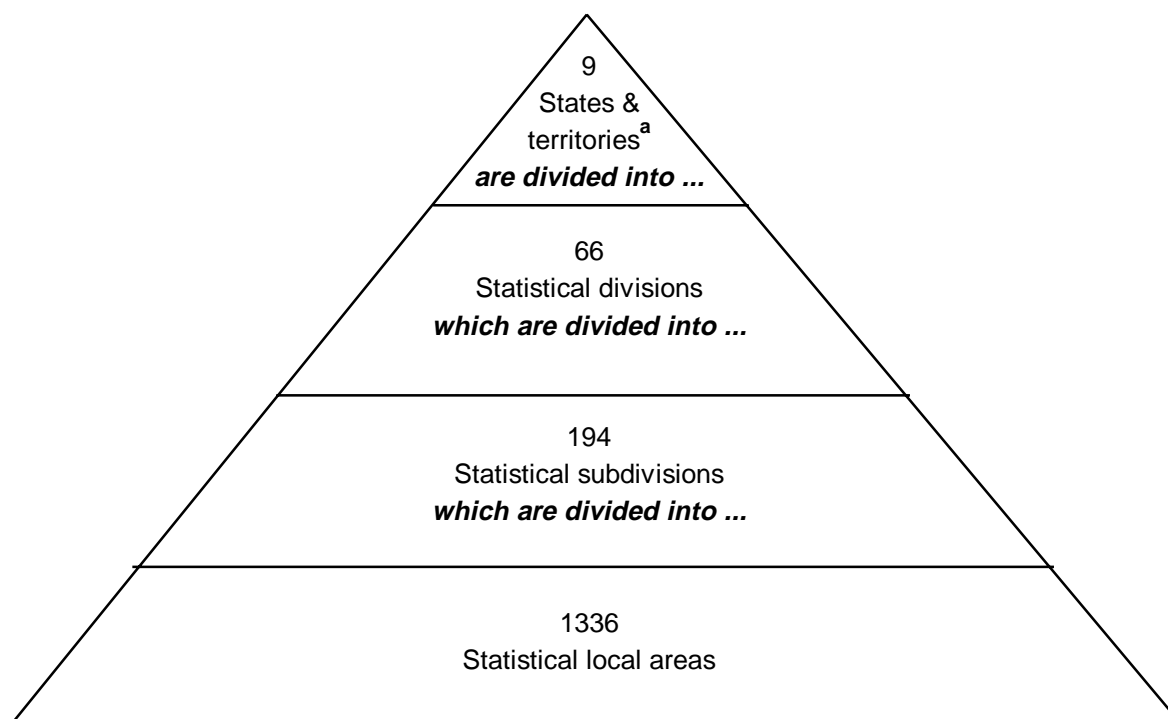 9
States &
territoriesa
are divided into ...
66
Statistical divisions
which are divided into ...
194
Statistical subdivisions
which are divided into ...
1336
Statistical local areas